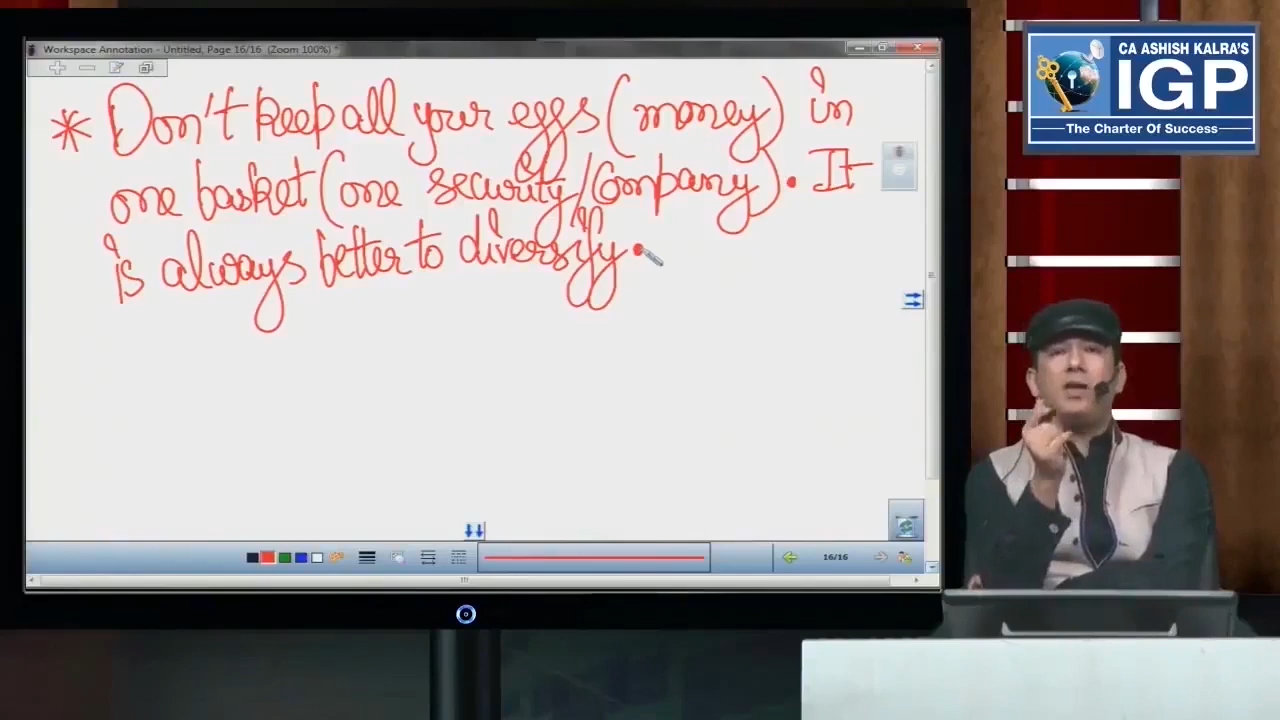 Workspace Annotation - Untitled, Page 16/16 (Zoom 100%) *
* Don't keep all your eggs (money) in
one basket (one security/Company). It
is always better to diversify.
16/16
CA ASHISH KALRA'S
IGP
The Charter Of Success